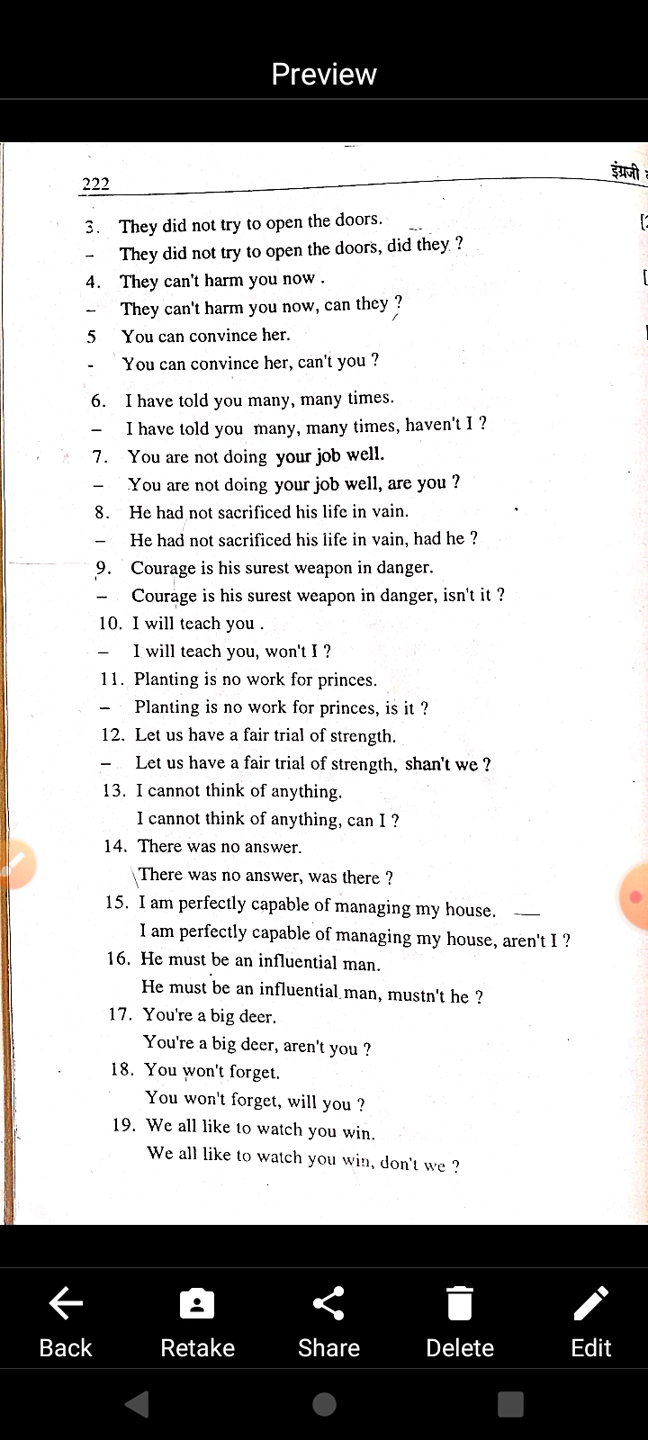 Preview
222
इंग्रजी
3. They did not try to open the doors.
– They did not try to open the doors, did they ?
4. They can't harm you now .
– They can't harm you now, can they ?
5 You can convince her.
- You can convince her, can't you ?
6. I have told you many, many times.
– I have told you many, many times, haven't I ?
7. You are not doing your job well.
– You are not doing your job well, are you ?
8. He had not sacrificed his life in vain.
– He had not sacrificed his life in vain, had he ?
9. Courage is his surest weapon in danger.
– Courage is his surest weapon in danger, isn't it ?
10. I will teach you .
– I will teach you, won't I ?
11. Planting is no work for princes.
– Planting is no work for princes, is it ?
12. Let us have a fair trial of strength.
– Let us have a fair trial of strength, shan't we ?
13. I cannot think of anything.
I cannot think of anything, can I ?
14. There was no answer.
There was no answer, was there ?
15. I am perfectly capable of managing my house.
I am perfectly capable of managing my house, aren't I ?
16. He must be an influential man.
He must be an influential man, mustn't he ?
17. You're a big deer.
You're a big deer, aren't you ?
18. You won't forget.
You won't forget, will you ?
19. We all like to watch you win.
We all like to watch you win, don't we ?
Back Retake Share Delete Edit